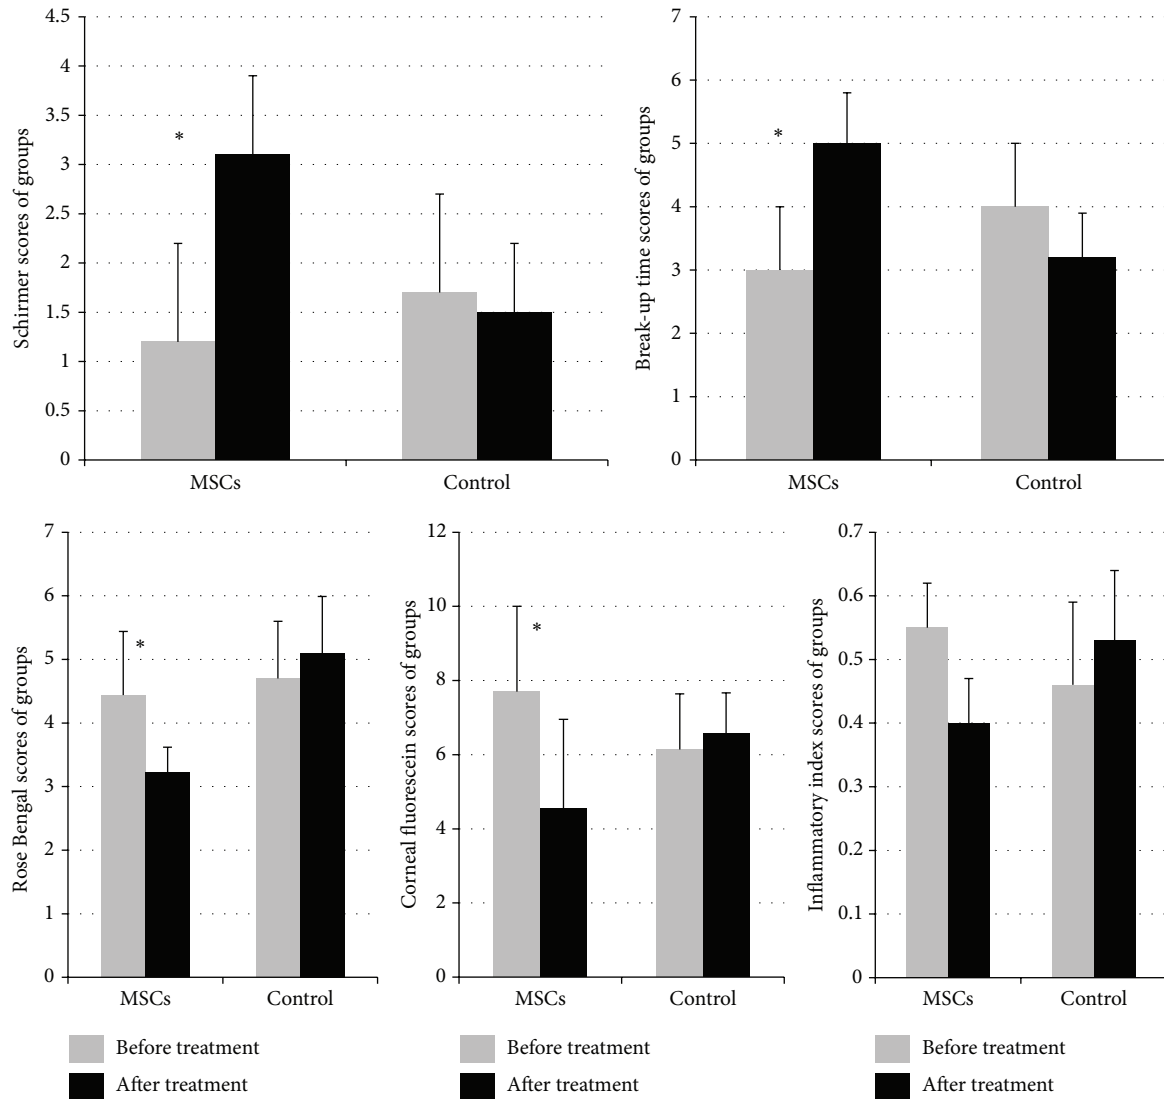 Schirmer scores of groups
4.5
4
3.5
3
2.5
2
1.5
1
0.5
0
*
MSCs
Control
Break-up time scores of groups
7
6
5
4
3
2
1
0
*
MSCs
Control
Rose Bengal scores of groups
7
6
5
4
3
2
1
0
*
MSCs
Control
Before treatment
After treatment
Corneal fluorescein scores of groups
12
10
8
6
4
2
0
*
MSCs
Control
Before treatment
After treatment
Inflammatory index scores of groups
0.7
0.6
0.5
0.4
0.3
0.2
0.1
0
MSCs
Control
Before treatment
After treatment